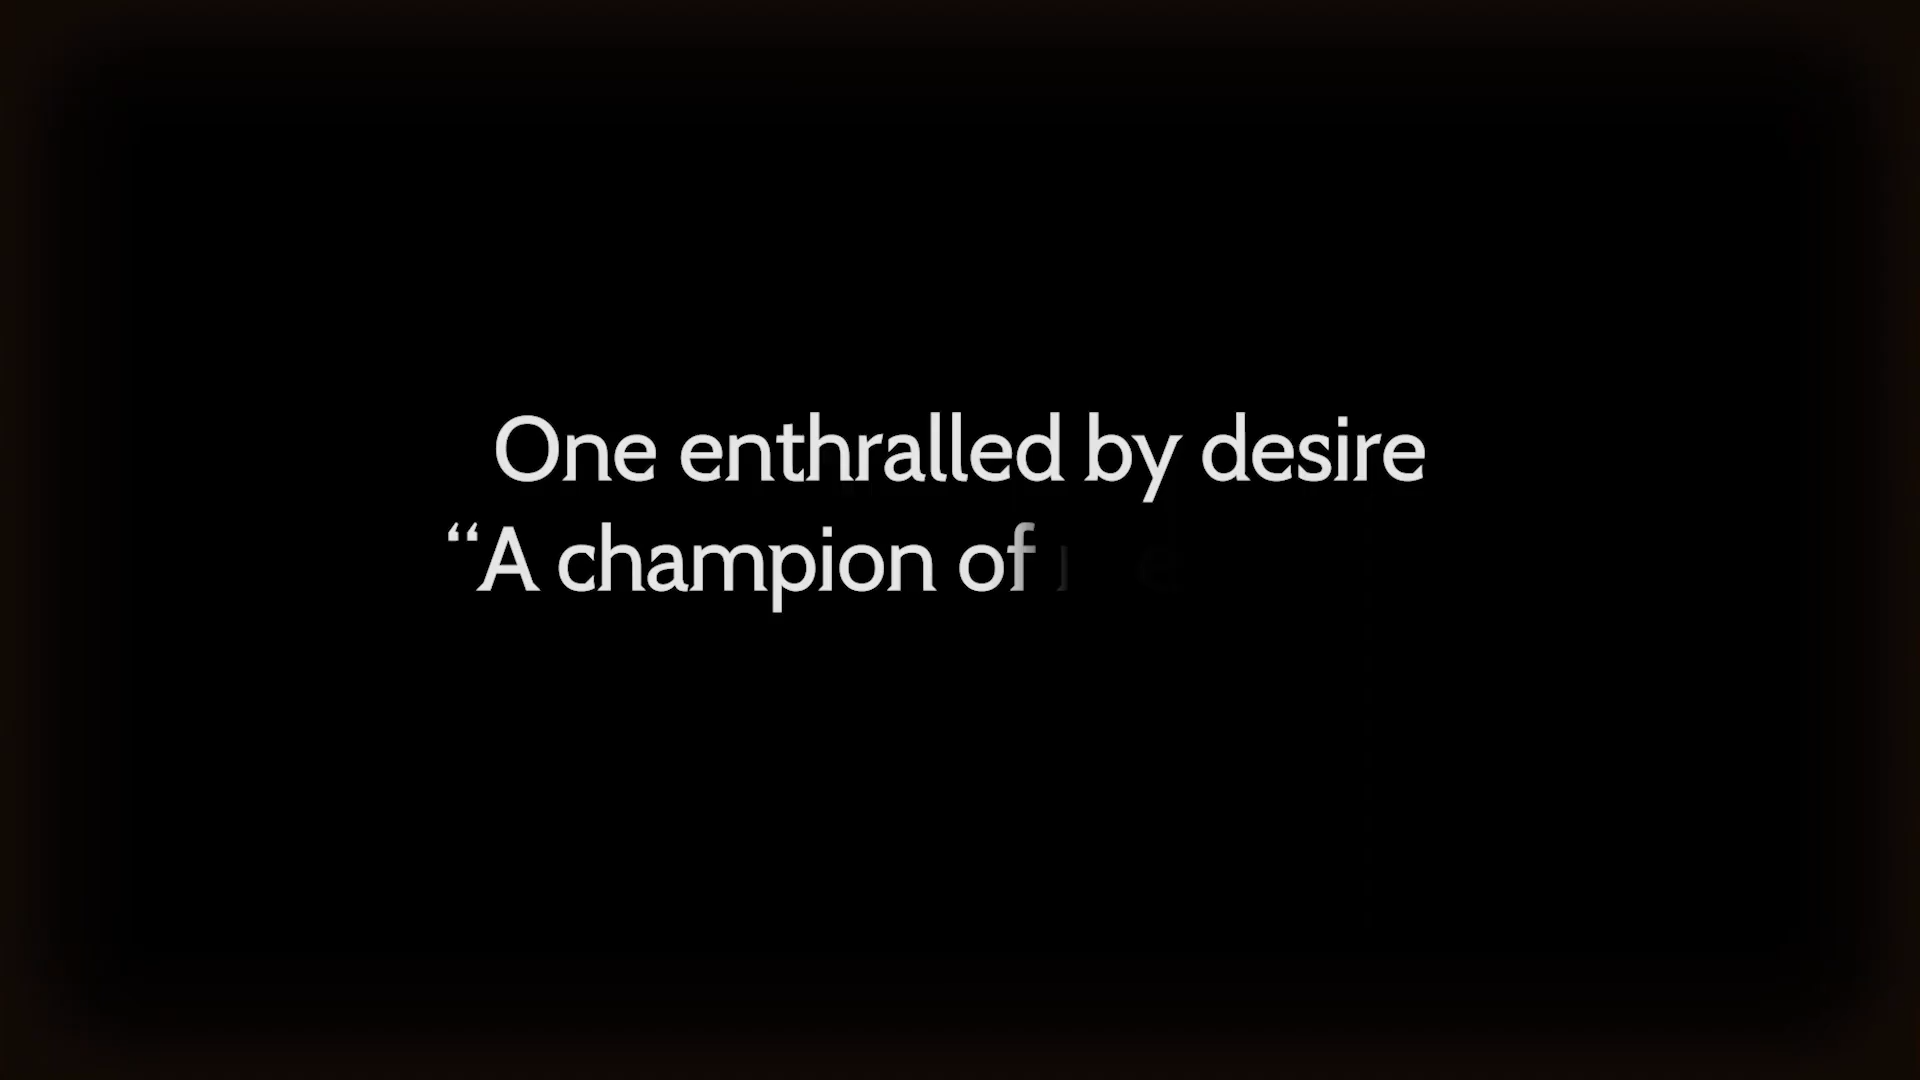 One enthralled by desire
“A champion of